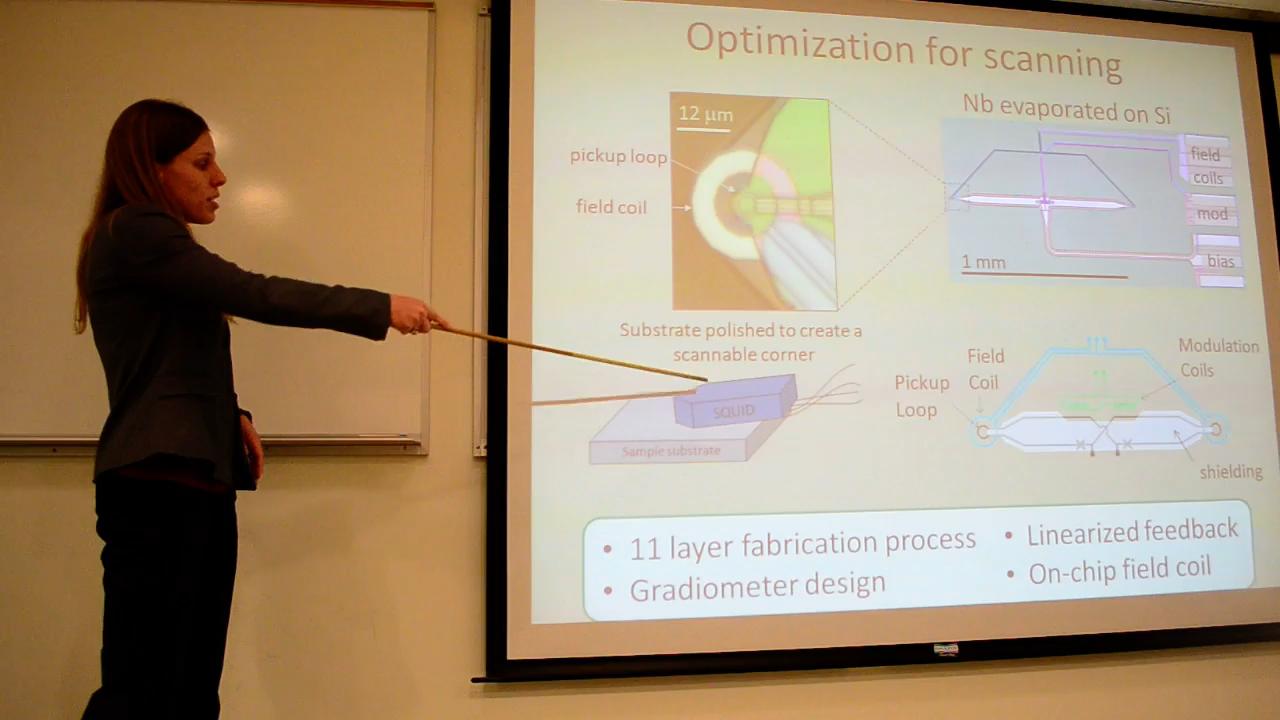 Optimization for scanning
12 μm
pickup loop
field coil
Nb evaporated on Si
field
coils
mod
bias
1 mm
Substrate polished to create a
scannable corner
SQUID
Sample substrate
Field
Coil
Pickup
Loop
Modulation
Coils
shielding
• 11 layer fabrication process
• Gradiometer design
• Linearized feedback
• On-chip field coil